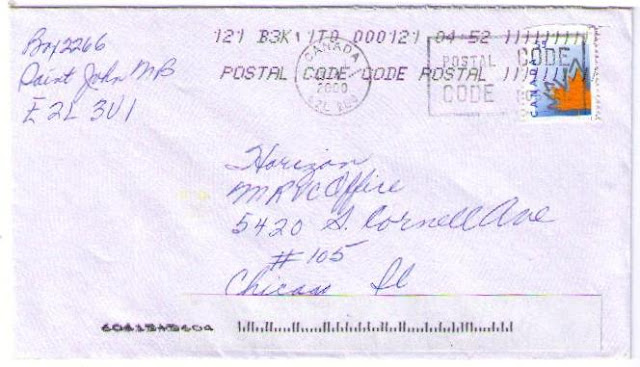 Box 2266
Saint John NB
E2L 3V1
121 B3K 1T0 000121 04 52
POSTAL CODE/CODE POSTAL
CANADA
2000
POSTAL CODE
CODE
CANADA
Horizon
MRVC Office
5420 S. Cornell Ave
#105
Chicago Il